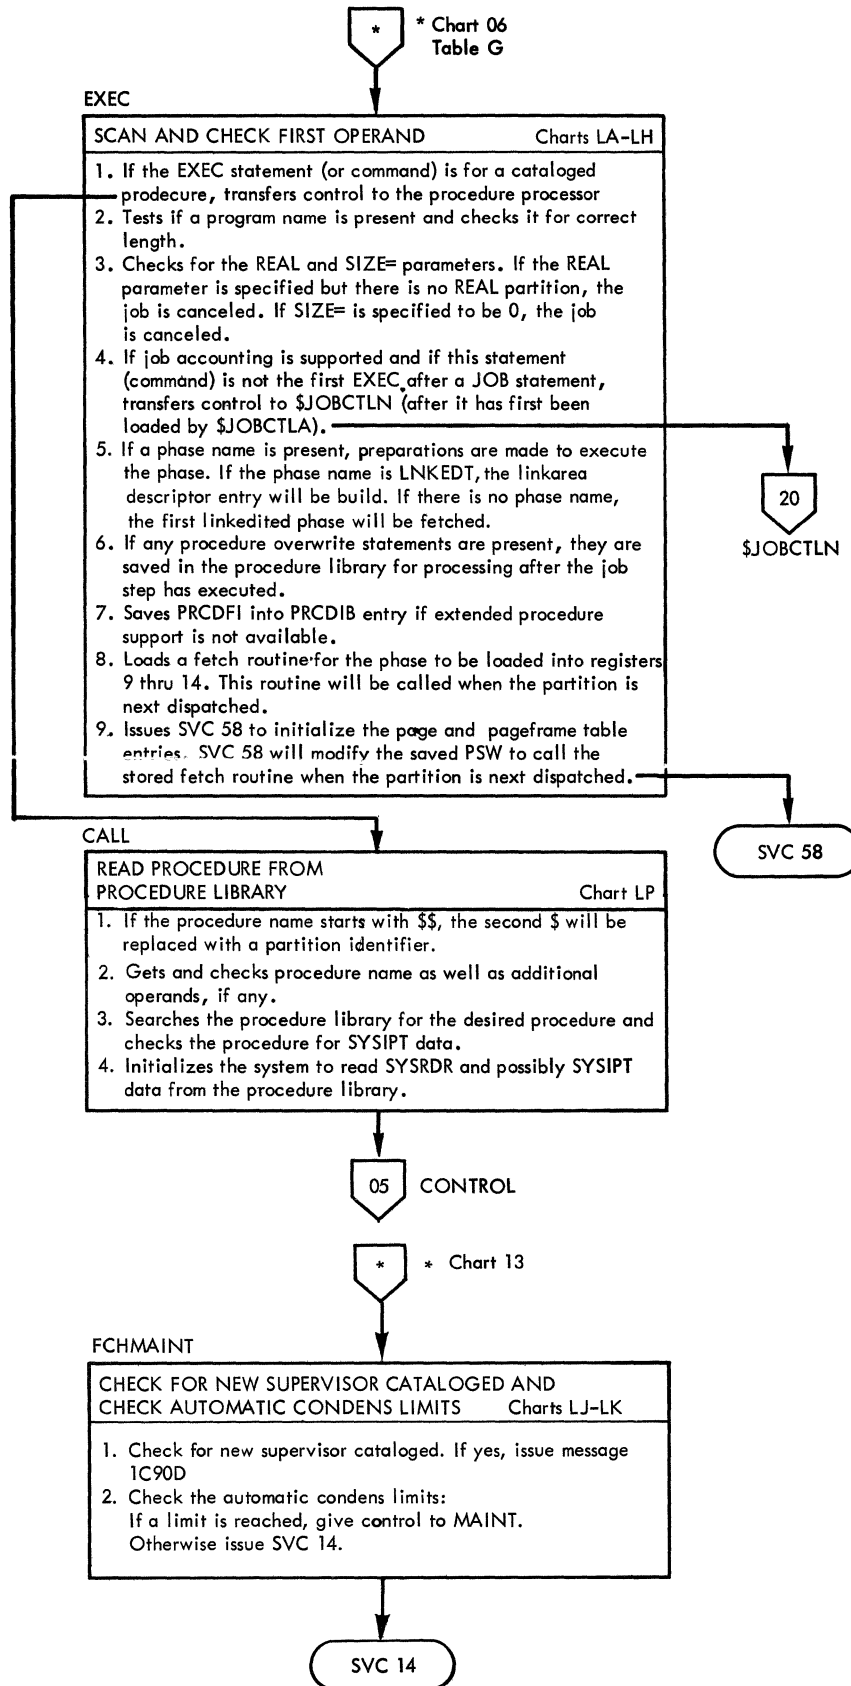 *
* Chart 06
Table G
EXEC
SCAN AND CHECK FIRST OPERAND Charts LA-LH
1. If the EXEC statement (or command) is for a cataloged
prodecure, transfers control to the procedure processor
2. Tests if a program name is present and checks it for correct
length.
3. Checks for the REAL and SIZE= parameters. If the REAL
parameter is specified but there is no REAL partition, the
job is canceled. If SIZE= is specified to be 0, the job
is canceled.
4. If job accounting is supported and if this statement
(command) is not the first EXEC after a JOB statement,
transfers control to $JOBCTLN (after it has first been
loaded by $JOBCTLA).
5. If a phase name is present, preparations are made to execute
the phase. If the phase name is LNKEDT, the linkarea
descriptor entry will be build. If there is no phase name,
the first linkedited phase will be fetched.
20
$JOBCTLN
6. If any procedure overwrite statements are present, they are
saved in the procedure library for processing after the job
step has executed.
7. Saves PRCDFI into PRCDIB entry if extended procedure
support is not available.
8. Loads a fetch routine for the phase to be loaded into registers
9 thru 14. This routine will be called when the partition is
next dispatched.
9. Issues SVC 58 to initialize the page and pageframe table
entries. SVC 58 will modify the saved PSW to call the
stored fetch routine when the partition is next dispatched.
SVC 58
CALL
READ PROCEDURE FROM
PROCEDURE LIBRARY Chart LP
1. If the procedure name starts with $$, the second $ will be
replaced with a partition identifier.
2. Gets and checks procedure name as well as additional
operands, if any.
3. Searches the procedure library for the desired procedure and
checks the procedure for SYSIPT data.
4. Initializes the system to read SYSRDR and possibly SYSIPT
data from the procedure library.
05 CONTROL
*
* Chart 13
FCHMAINT
CHECK FOR NEW SUPERVISOR CATALOGED AND
CHECK AUTOMATIC CONDENS LIMITS Charts LJ-LK
1. Check for new supervisor cataloged. If yes, issue message
1C90D
2. Check the automatic condens limits:
If a limit is reached, give control to MAINT.
Otherwise issue SVC 14.
SVC 14